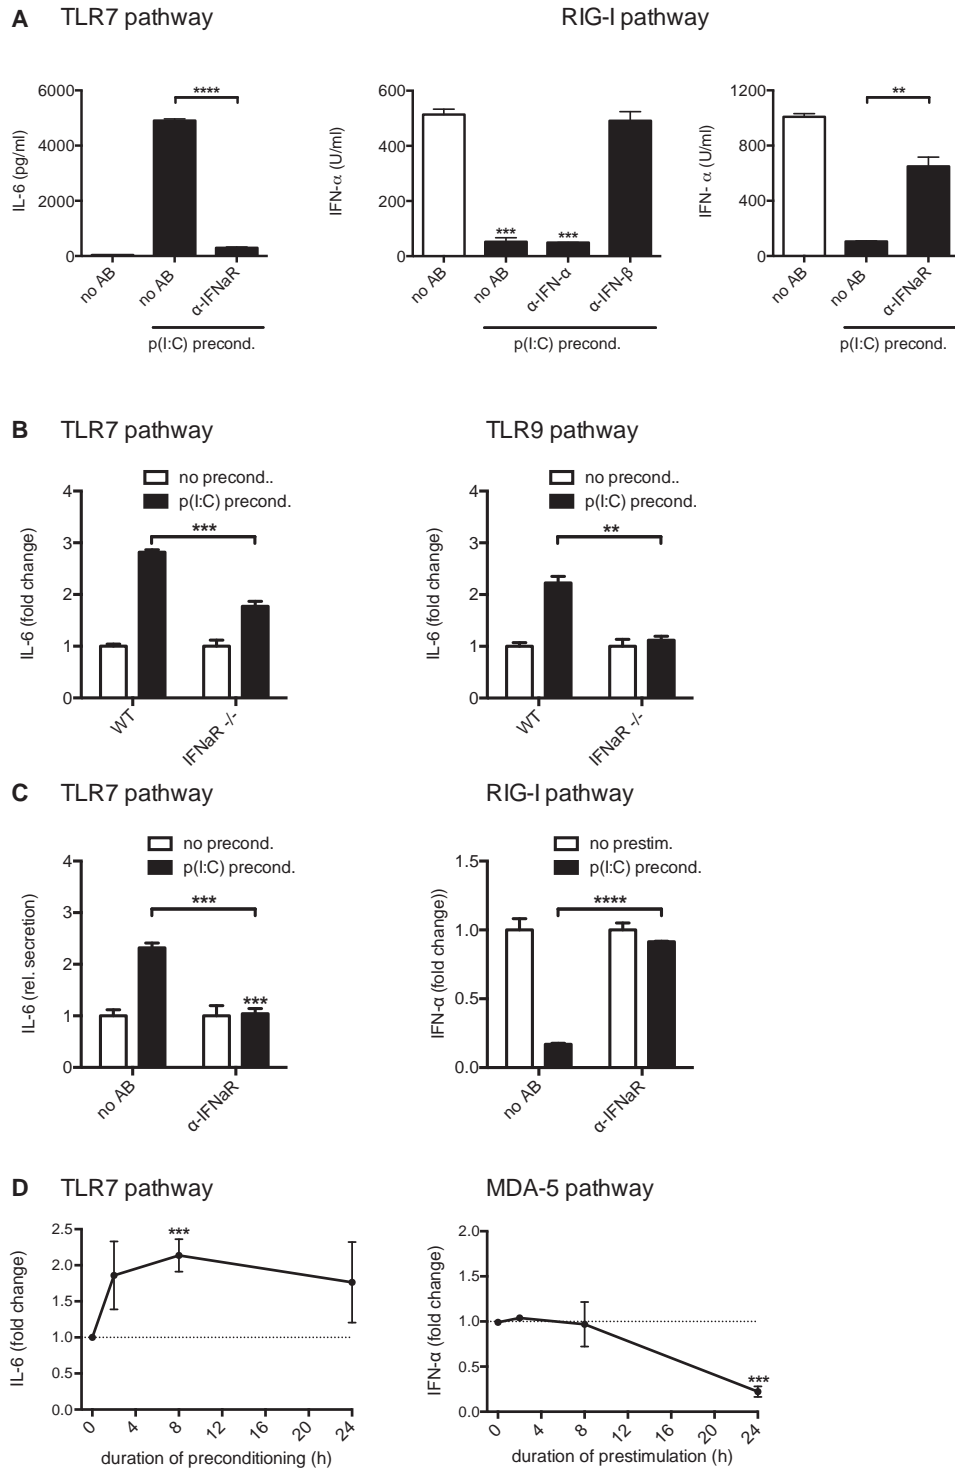 A TLR7 pathway RIG-I pathway
6000
4000
2000
0
IL-6 (pg/ml)
****
no AB
no AB
α-IFNaR
p(I:C) precond.
600
400
200
0
IFN-α (U/ml)
***
***
no AB
no AB
α-IFN-α
α-IFN-β
p(I:C) precond.
1200
800
400
0
IFN- α (U/ml)
**
no AB
no AB
α-IFNaR
p(I:C) precond.
B TLR7 pathway
no precond..
p(I:C) precond.
4
3
2
1
0
IL-6 (fold change)
***
WT
IFNaR -/-
TLR9 pathway
no precond..
p(I:C) precond.
4
3
2
1
0
IL-6 (fold change)
**
WT
IFNaR -/-
C TLR7 pathway
no precond.
p(I:C) precond.
4
3
2
1
0
IL-6 (rel. secretion)
***
***
no AB
α-IFNaR
RIG-I pathway
no prestim.
p(I:C) precond.
1.5
1.0
0.5
0.0
IFN-α (fold change))
****
no AB
α-IFNaR
D TLR7 pathway
2.5
2.0
1.5
1.0
0.5
0.0
IL-6 (fold change)
***
0 4 8 12 16 20 24
duration of preconditioning (h)
MDA-5 pathway
2.0
1.5
1.0
0.5
0.0
IFN-α (fold change)
***
0 4 8 12 16 20 24
duration of prestimulation (h)